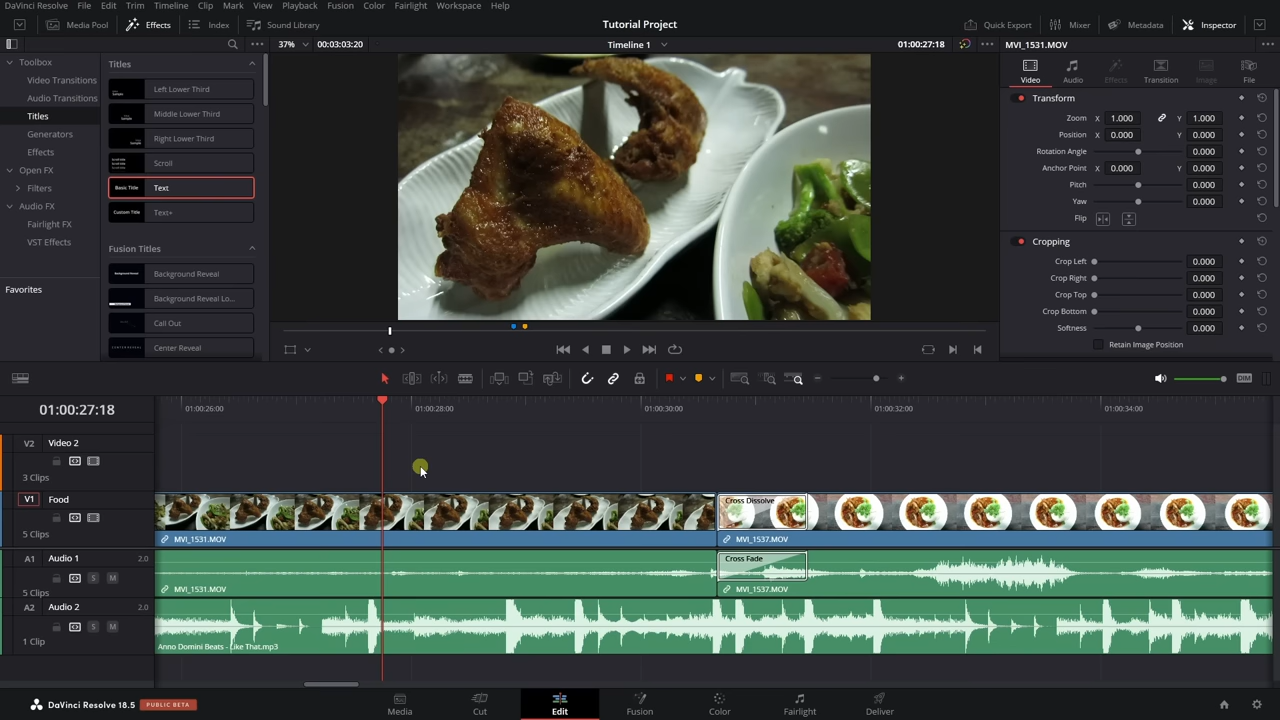 DaVinci Resolve File Edit Trim Timeline Clip Mark View Playback Fusion Color Fairlight Workspace Help
Media Pool Effects Index Sound Library
Tutorial Project
Quick Export Mixer Metadata Inspector
37% 00:03:03:20 Timeline 1 01:00:27:18
MVI_1531.MOV
Toolbox
Video Transitions
Audio Transitions
Titles
Generators
Effects
Open FX
Filters
Audio FX
Fairlight FX
VST Effects
Favorites
Titles
Left Lower Third
Middle Lower Third
Right Lower Third
Scroll
Basic Title Text
Custom Title Text+
Fusion Titles
Background Reveal
Background Reveal Lo...
Call Out
Center Reveal
Video Audio Effects Transition Image File
Transform
Zoom X 1.000 Y 1.000
Position X 0.000 Y 0.000
Rotation Angle 0.000
Anchor Point X 0.000 Y 0.000
Pitch 0.000
Yaw 0.000
Flip
Cropping
Crop Left 0.000
Crop Right 0.000
Crop Top 0.000
Crop Bottom 0.000
Softness 0.000
Retain Image Position
DIM
01:00:27:18
01:00:26:00 01:00:28:00 01:00:30:00 01:00:32:00 01:00:34:00
V2 Video 2
3 Clips
V1 Food
5 Clips
Cross Dissolve
MVI_1531.MOV MVI_1537.MOV
A1 Audio 1 2.0
S M
5 Clips
Cross Fade
MVI_1531.MOV MVI_1537.MOV
A2 Audio 2 2.0
S M
1 Clip
Anno Domini Beats - Like That.mp3
DaVinci Resolve 18.5 PUBLIC BETA
Media Cut Edit Fusion Color Fairlight Deliver